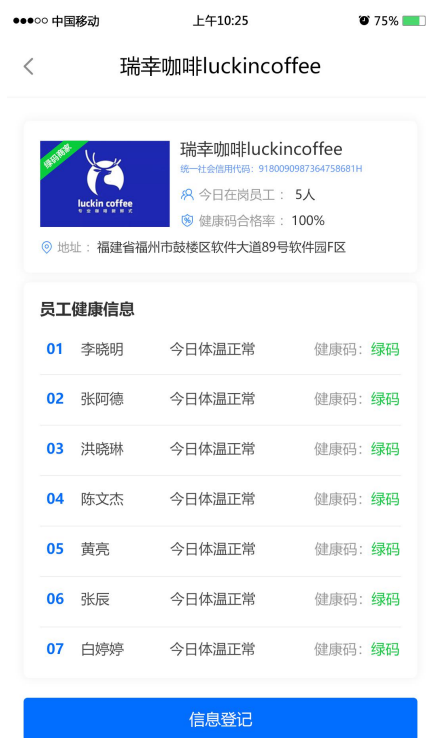 中国移动 上午10:25 75%
瑞幸咖啡luckincoffee
绿码商家
luckin coffee
瑞幸咖啡luckincoffee
统一社会信用代码：9180090987364758681H
今日在岗员工： 5人
健康码合格率： 100%
地址： 福建省福州市鼓楼区软件大道89号软件园F区
员工健康信息
01 李晓明 今日体温正常 健康码：绿码
02 张阿德 今日体温正常 健康码：绿码
03 洪晓琳 今日体温正常 健康码：绿码
04 陈文杰 今日体温正常 健康码：绿码
05 黄亮 今日体温正常 健康码：绿码
06 张辰 今日体温正常 健康码：绿码
07 白婷婷 今日体温正常 健康码：绿码
信息登记